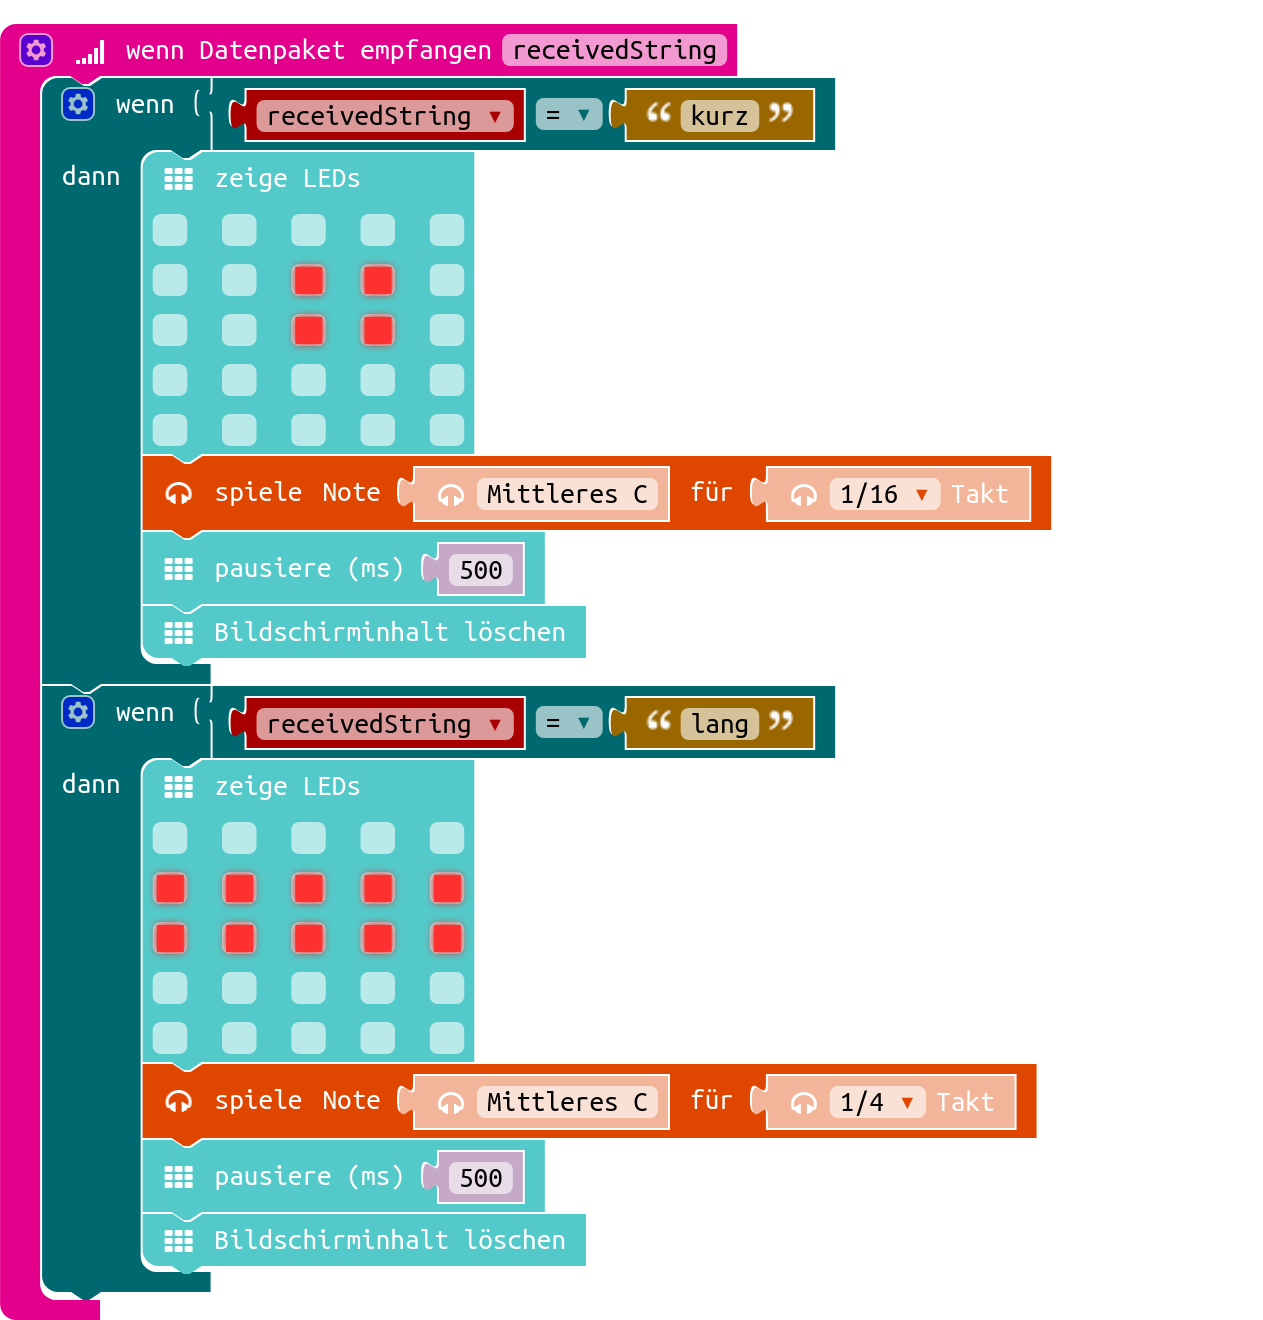 wenn Datenpaket empfangen receivedString
wenn receivedString ▼ = ▼ “ kurz ”
dann zeige LEDs
spiele Note Mittleres C für 1/16 ▼ Takt
pausiere (ms) 500
Bildschirminhalt löschen
wenn receivedString ▼ = ▼ “ lang ”
dann zeige LEDs
spiele Note Mittleres C für 1/4 ▼ Takt
pausiere (ms) 500
Bildschirminhalt löschen